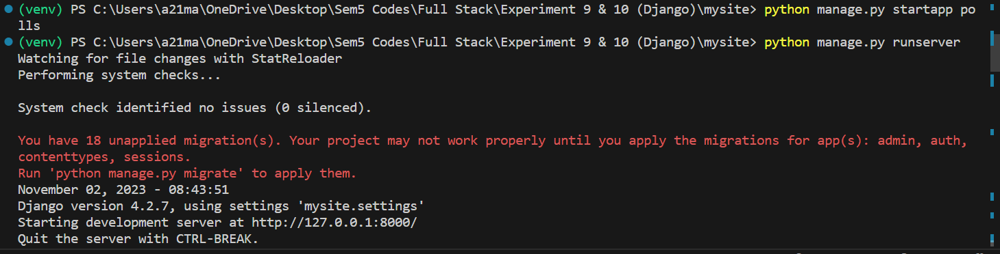 (venv) PS C:\Users\a21ma\OneDrive\Desktop\Sem5 Codes\Full Stack\Experiment 9 & 10 (Django)\mysite> python manage.py startapp po
lls
(venv) PS C:\Users\a21ma\OneDrive\Desktop\Sem5 Codes\Full Stack\Experiment 9 & 10 (Django)\mysite> python manage.py runserver
Watching for file changes with StatReloader
Performing system checks...
System check identified no issues (0 silenced).
You have 18 unapplied migration(s). Your project may not work properly until you apply the migrations for app(s): admin, auth,
contenttypes, sessions.
Run 'python manage.py migrate' to apply them.
November 02, 2023 - 08:43:51
Django version 4.2.7, using settings 'mysite.settings'
Starting development server at http://127.0.0.1:8000/
Quit the server with CTRL-BREAK.